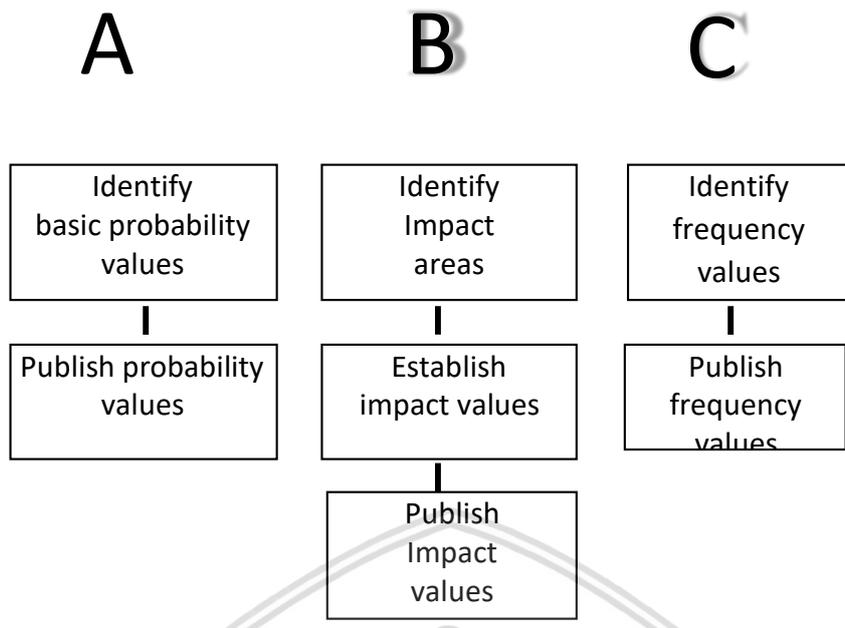 A
B
C
Identify
basic probability
values
Publish probability
values
Identify
Impact
areas
Establish
impact values
Publish
Impact
values
Identify
frequency
values
Publish
frequency
values